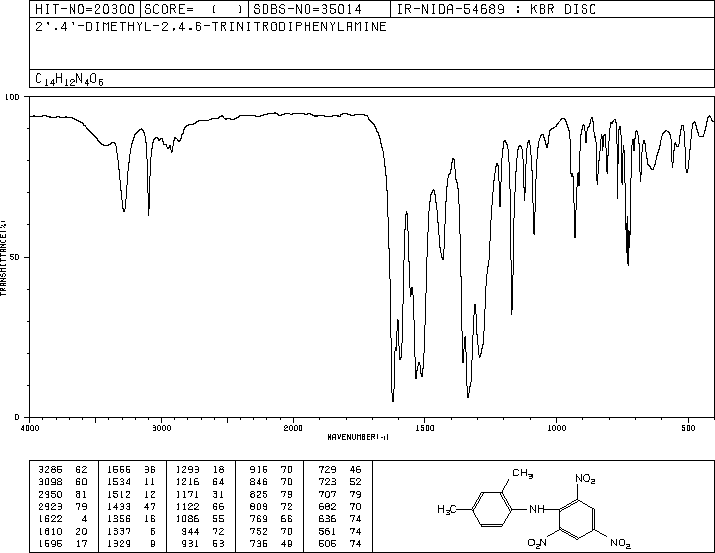 HIT-NO=20300 SCORE= ( ) SDBS-NO=35014 IR-NIDA-54689 : KBR DISC
2',4'-DIMETHYL-2,4,6-TRINITRODIPHENYLAMINE
C14H12N4O6
100
50
0
TRANSMITTANCE(%)
4000 3000 2000 1500 1000 500
WAVENUMBER(-1)
3286 62 1566 36 1293 18 916 70 729 46
3098 60 1534 11 1216 64 846 70 723 52
2950 81 1512 12 1171 31 825 79 707 79
2923 79 1433 47 1122 66 809 72 682 70
1622 4 1356 16 1086 55 769 66 636 74
1610 20 1337 6 944 72 752 70 561 74
1595 17 1329 9 931 53 736 49 505 74
CH3
NO2
H3C
NH
O2N
NO2